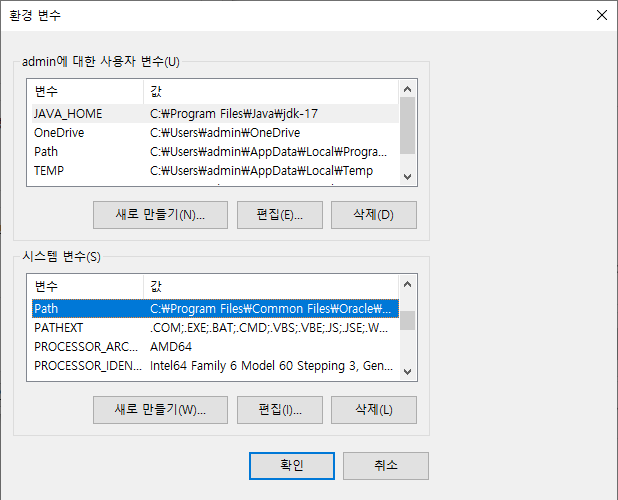 환경 변수
admin에 대한 사용자 변수(U)
변수 값
JAVA_HOME C:₩Program Files₩Java₩jdk-17
OneDrive C:₩Users₩admin₩OneDrive
Path C:₩Users₩admin₩AppData₩Local₩Progra...
TEMP C:₩Users₩admin₩AppData₩Local₩Temp
새로 만들기(N)... 편집(E)... 삭제(D)
시스템 변수(S)
변수 값
Path C:₩Program Files₩Common Files₩Oracle₩...
PATHEXT .COM;.EXE;.BAT;.CMD;.VBS;.VBE;.JS;.JSE;.W...
PROCESSOR_ARC... AMD64
PROCESSOR_IDEN... Intel64 Family 6 Model 60 Stepping 3, Gen...
새로 만들기(W)... 편집(I)... 삭제(L)
확인 취소